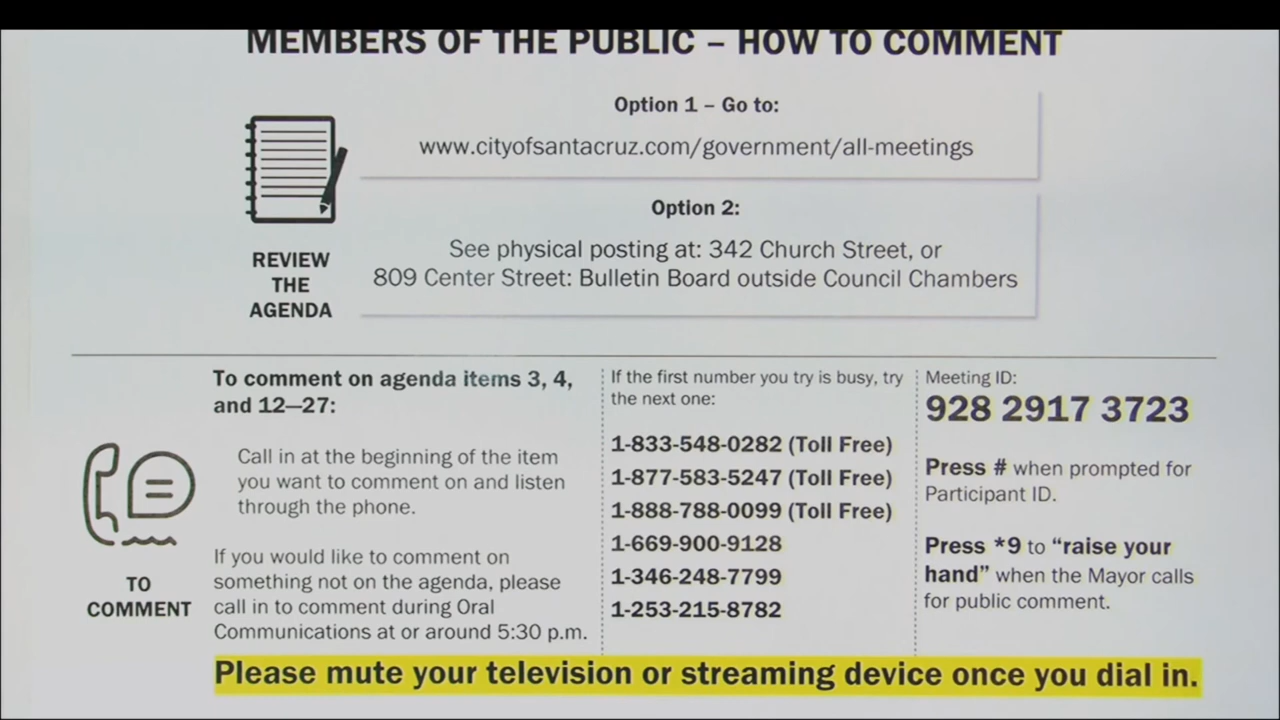 MEMBERS OF THE PUBLIC – HOW TO COMMENT
Option 1 – Go to:
www.cityofsantacruz.com/government/all-meetings
Option 2:
See physical posting at: 342 Church Street, or
809 Center Street: Bulletin Board outside Council Chambers
REVIEW
THE
AGENDA
To comment on agenda items 3, 4,
and 12—27:
Call in at the beginning of the item
you want to comment on and listen
through the phone.
If you would like to comment on
something not on the agenda, please
call in to comment during Oral
Communications at or around 5:30 p.m.
TO
COMMENT
If the first number you try is busy, try
the next one:
1-833-548-0282 (Toll Free)
1-877-583-5247 (Toll Free)
1-888-788-0099 (Toll Free)
1-669-900-9128
1-346-248-7799
1-253-215-8782
Meeting ID:
928 2917 3723
Press # when prompted for
Participant ID.
Press *9 to “raise your
hand” when the Mayor calls
for public comment.
Please mute your television or streaming device once you dial in.